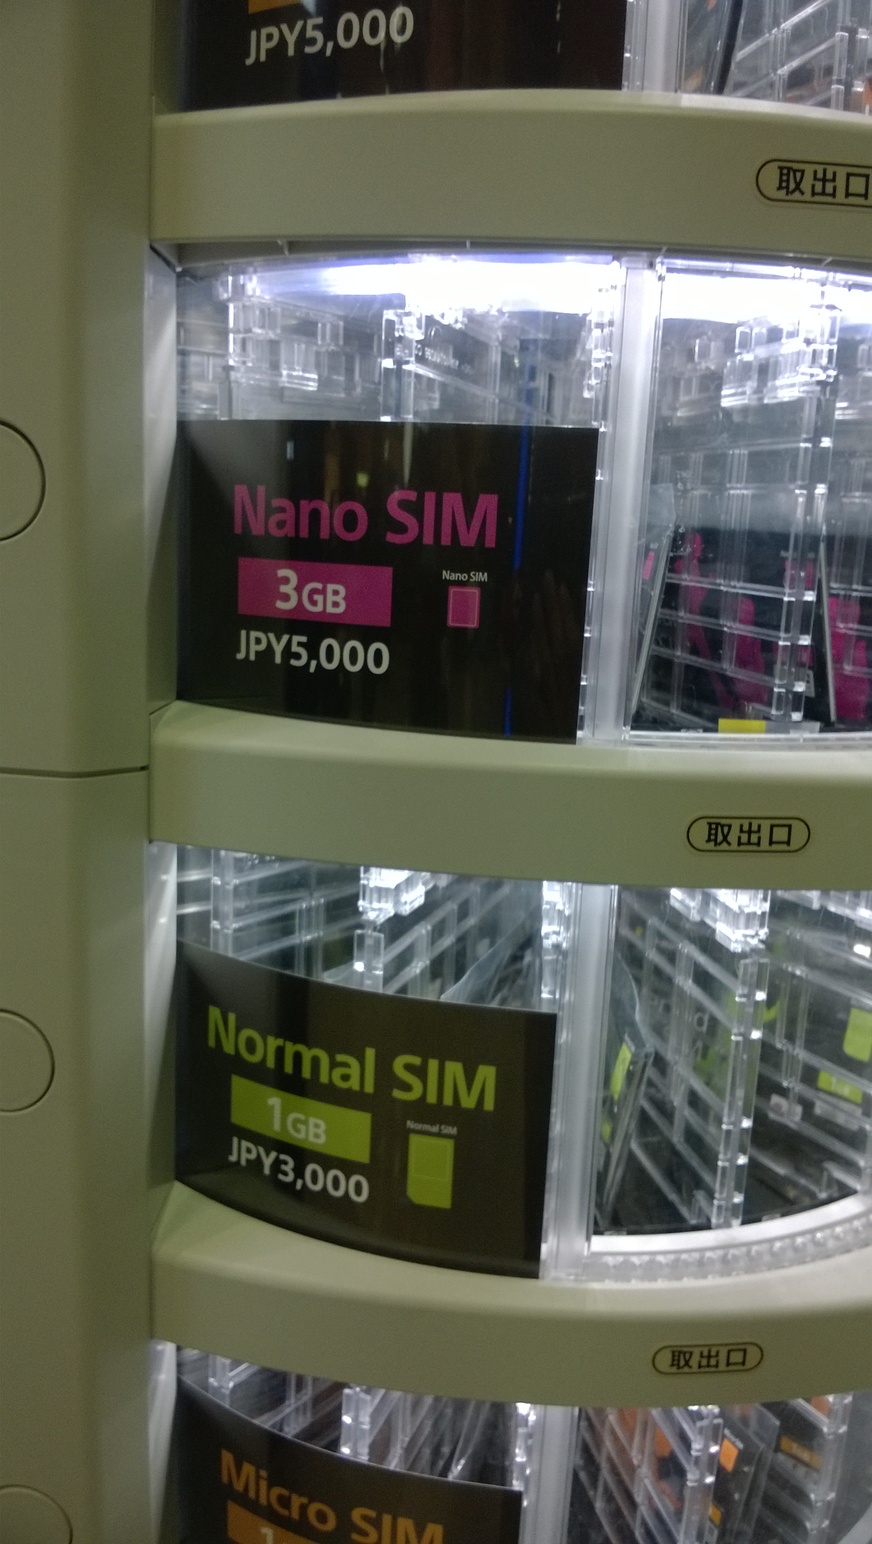 JPY5,000
取出口
Nano SIM
3GB
Nano SIM
JPY5,000
取出口
Normal SIM
1GB
Normal SIM
JPY3,000
取出口
Micro SIM
1